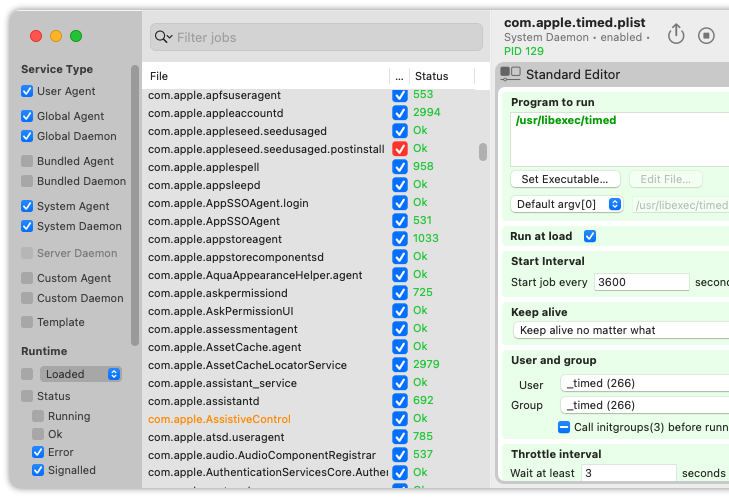 Filter jobs
com.apple.timed.plist
System Daemon • enabled •
PID 129
Service Type
User Agent
Global Agent
Global Daemon
Bundled Agent
Bundled Daemon
System Agent
System Daemon
Server Daemon
Custom Agent
Custom Daemon
Template
Runtime
Loaded
Status
Running
Ok
Error
Signalled
File ... Status
com.apple.apfsuseragent 553
com.apple.appleaccountd 2994
com.apple.appleseed.seedusaged Ok
com.apple.appleseed.seedusaged.postinstall Ok
com.apple.applespell 958
com.apple.appsleepd Ok
com.apple.AppSSOAgent.login Ok
com.apple.AppSSOAgent 531
com.apple.appstoreagent 1033
com.apple.appstorecomponentsd Ok
com.apple.AquaAppearanceHelper.agent Ok
com.apple.askpermissiond 725
com.apple.AskPermissionUI Ok
com.apple.assessmentagent Ok
com.apple.AssetCache.agent Ok
com.apple.AssetCacheLocatorService 2979
com.apple.assistant_service Ok
com.apple.assistantd 692
com.apple.AssistiveControl Ok
com.apple.atsd.useragent 785
com.apple.audio.AudioComponentRegistrar 537
com.apple.AuthenticationServicesCore.Auther Ok
Standard Editor
Program to run
/usr/libexec/timed
Set Executable... Edit File...
Default argv[0] /usr/libexec/timed
Run at load
Start Interval
Start job every 3600 second
Keep alive
Keep alive no matter what
User and group
User _timed (266)
Group _timed (266)
Call initgroups(3) before runn
Throttle interval
Wait at least 3 seconds